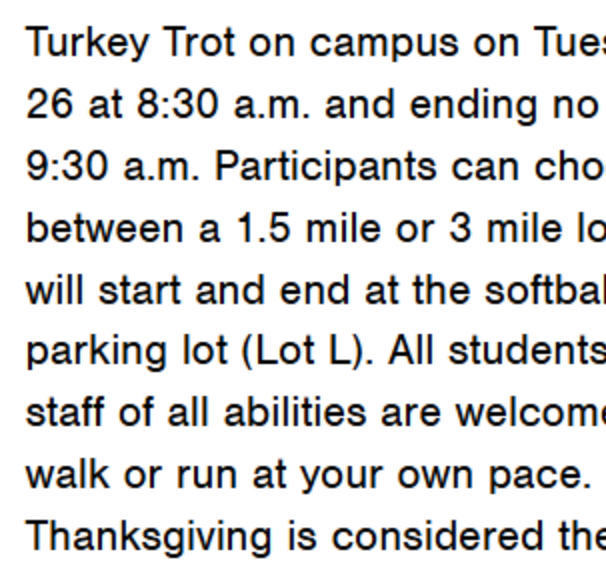 Turkey Trot on campus on Tues
26 at 8:30 a.m. and ending no
9:30 a.m. Participants can cho
between a 1.5 mile or 3 mile lo
will start and end at the softbal
parking lot (Lot L). All students
staff of all abilities are welcome
walk or run at your own pace.
Thanksgiving is considered the